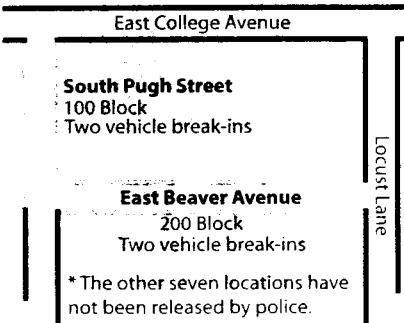 East College Avenue
South Pugh Street
100 Block
Two vehicle break-ins
Locust Lane
East Beaver Avenue
200 Block
Two vehicle break-ins
* The other seven locations have
not been released by police.